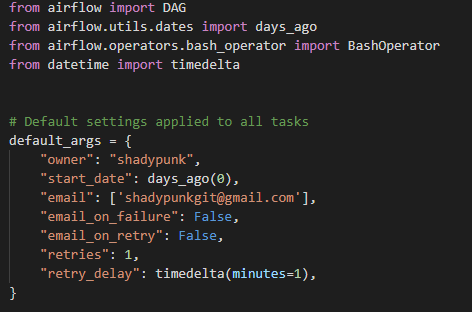 from airflow import DAG
from airflow.utils.dates import days_ago
from airflow.operators.bash_operator import BashOperator
from datetime import timedelta
# Default settings applied to all tasks
default_args = {
    "owner": "shadypunk",
    "start_date": days_ago(0),
    "email": ['shadypunkgit@gmail.com'],
    "email_on_failure": False,
    "email_on_retry": False,
    "retries": 1,
    "retry_delay": timedelta(minutes=1),
}